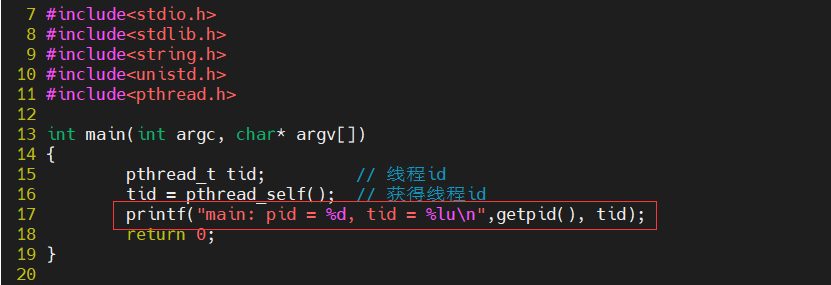 7 #include<stdio.h>
8 #include<stdlib.h>
9 #include<string.h>
10 #include<unistd.h>
11 #include<pthread.h>
12
13 int main(int argc, char* argv[])
14 {
15         pthread_t tid;         // 线程id
16         tid = pthread_self();  // 获得线程id
17         printf("main: pid = %d, tid = %lu\n",getpid(), tid);
18         return 0;
19 }
20